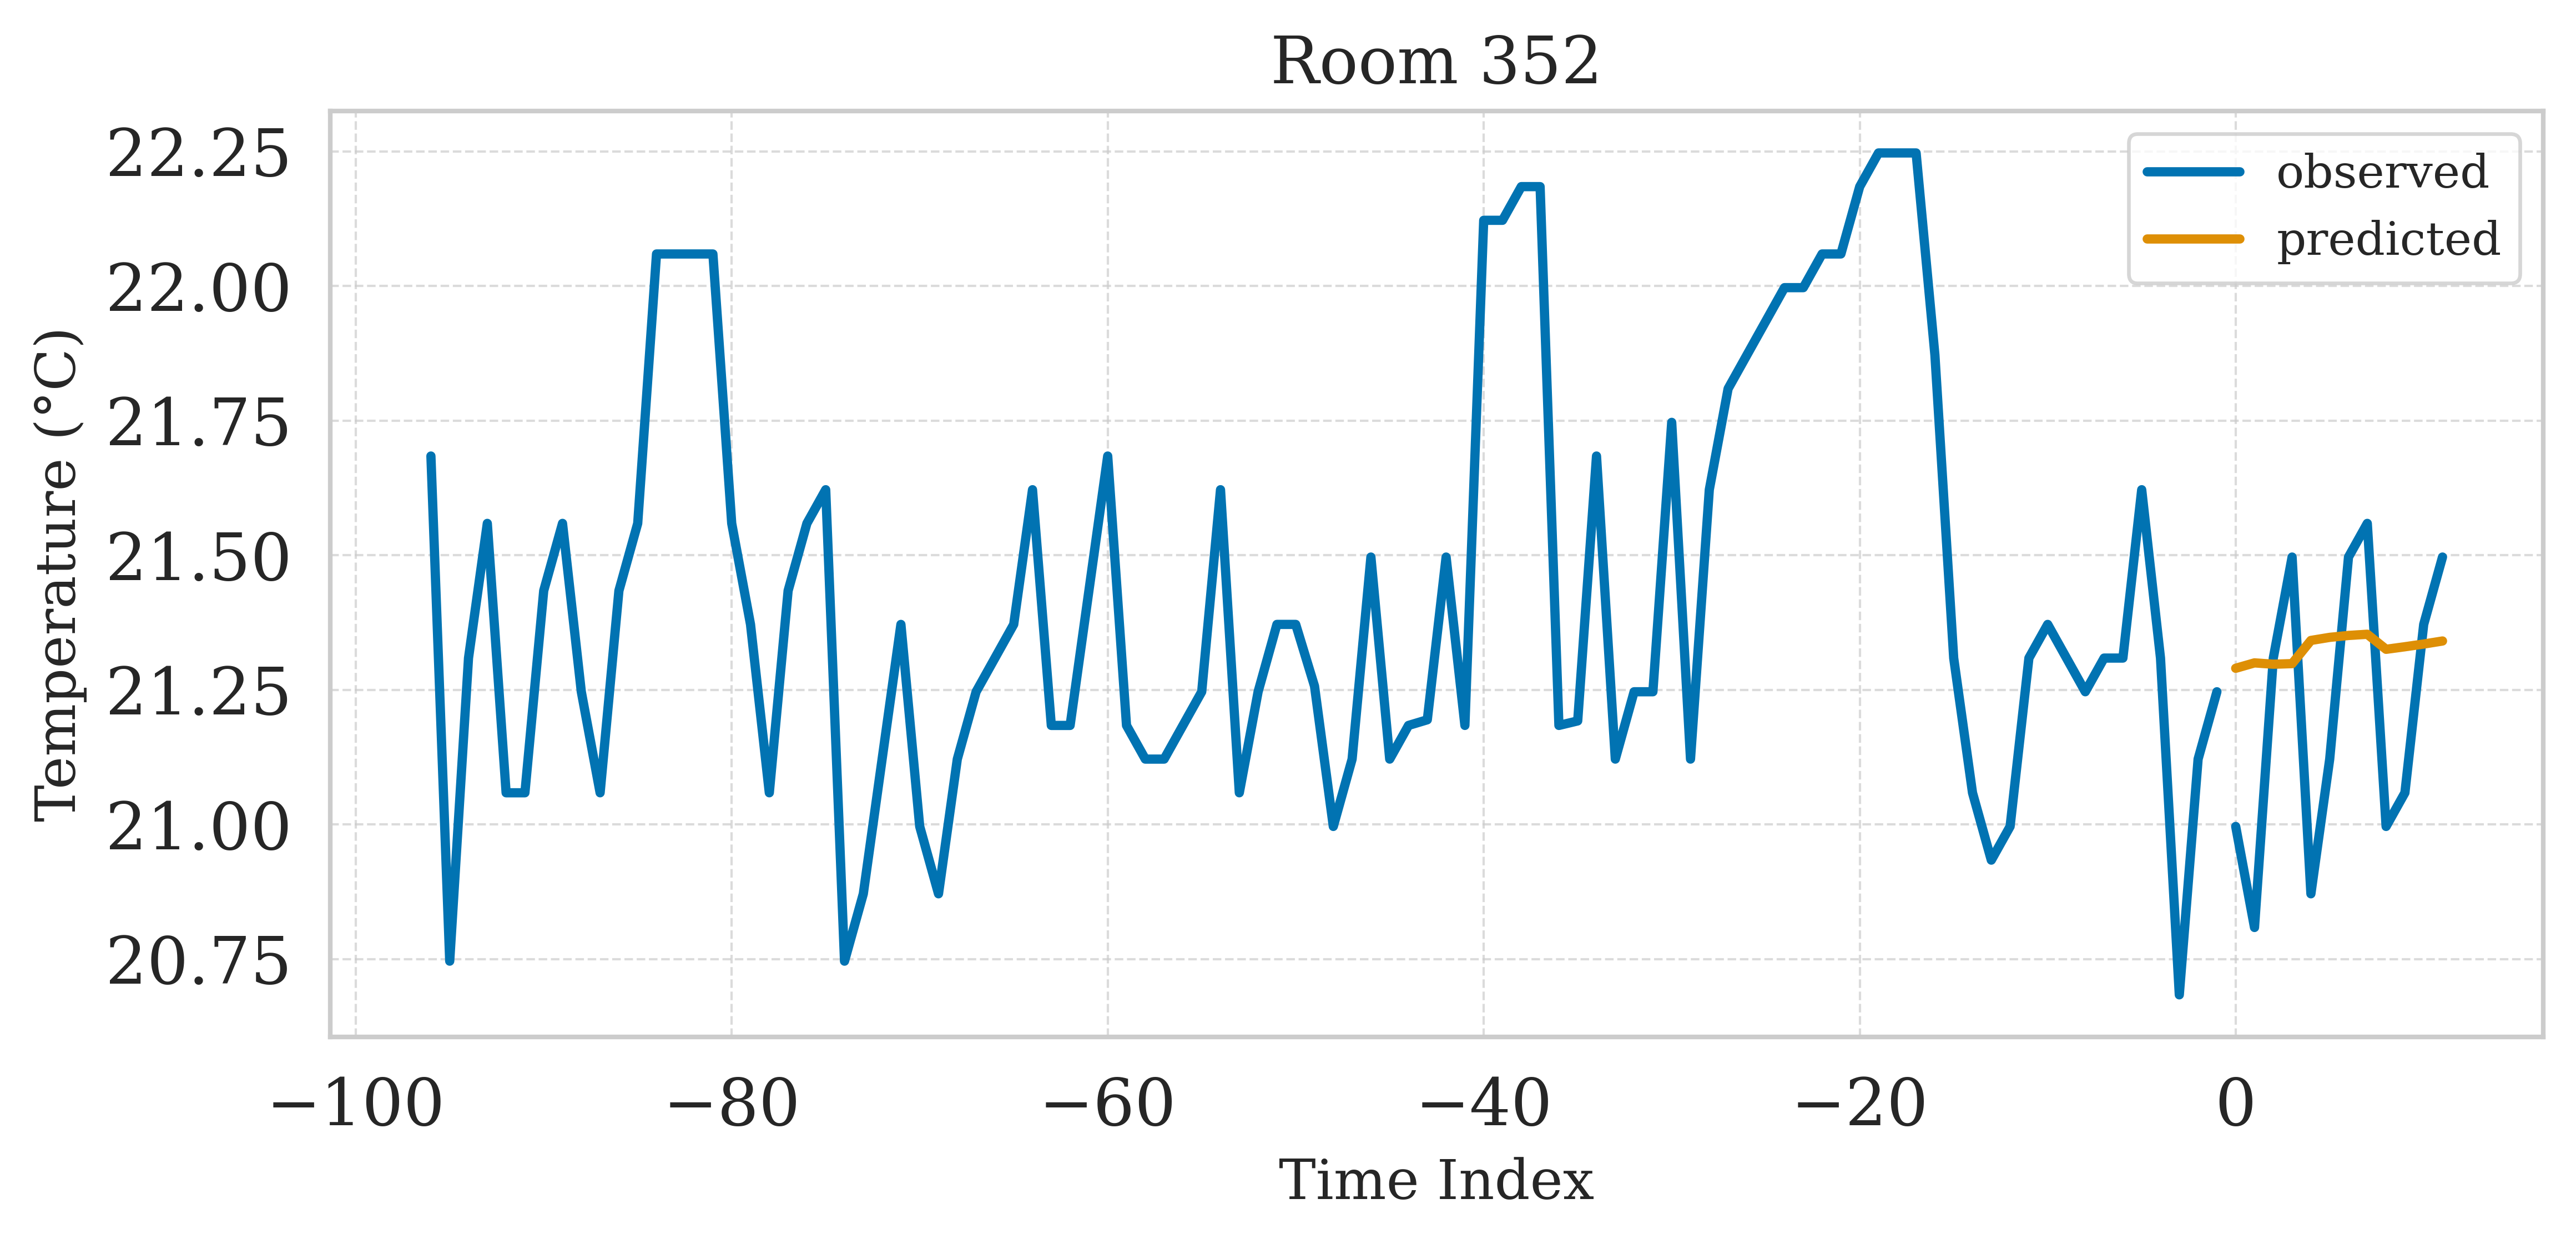 Room 352
22.25
22.00
21.75
21.50
21.25
21.00
20.75
Temperature (°C)
observed
predicted
−100
−80
−60
−40
−20
0
Time Index